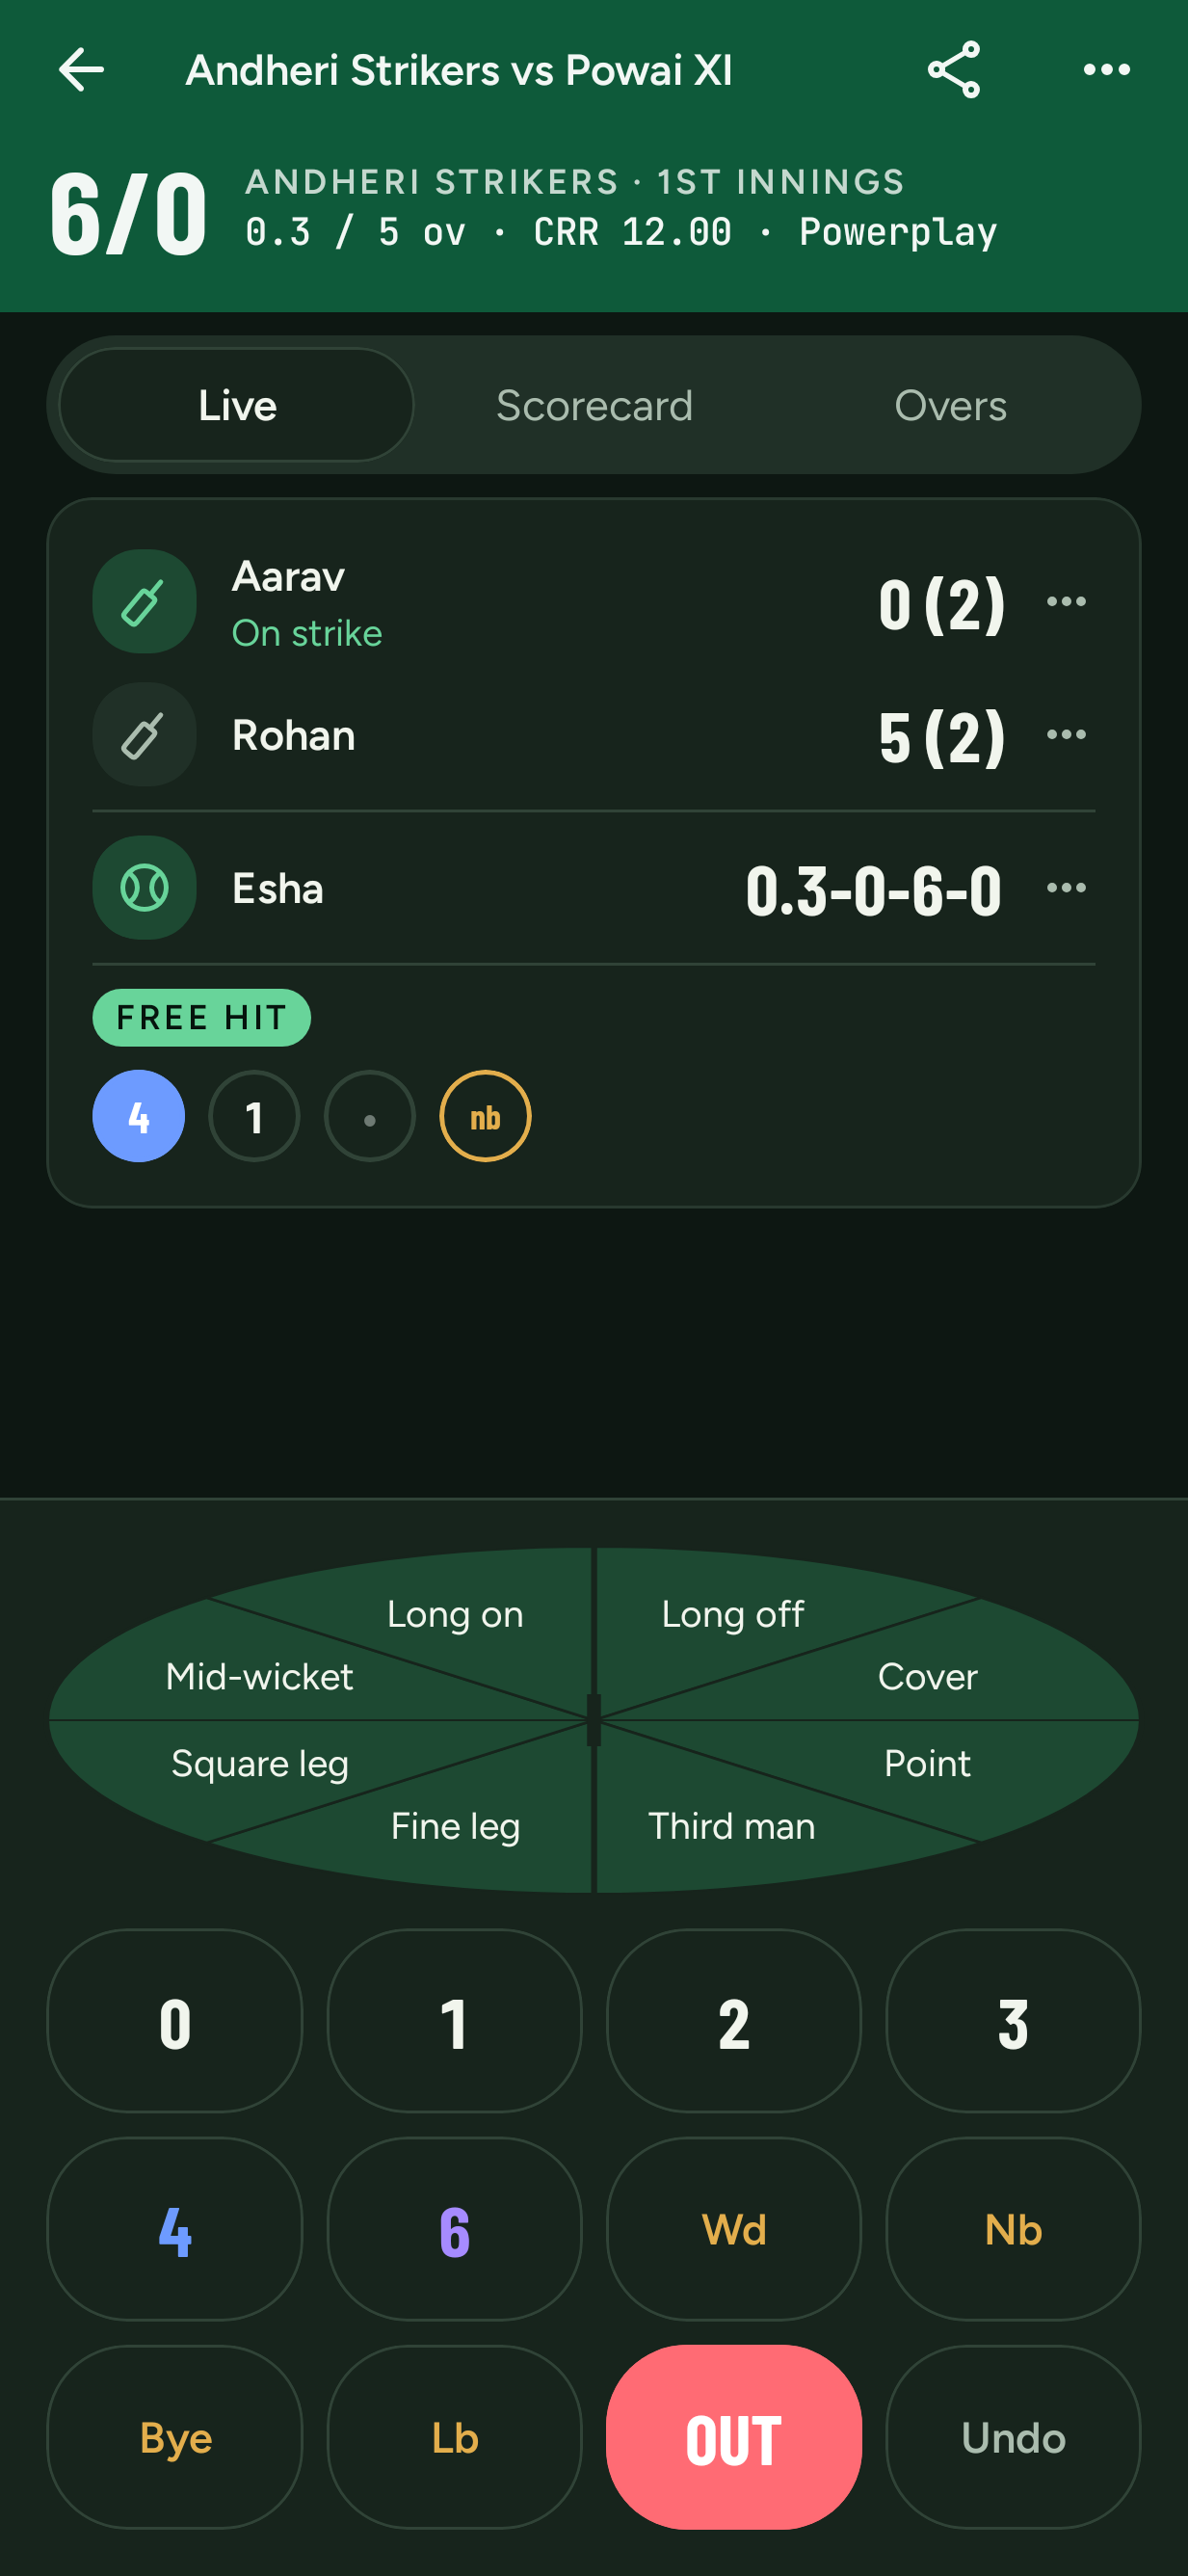 Andheri Strikers vs Powai XI
6/0
ANDHERI STRIKERS · 1ST INNINGS
0.3 / 5 ov · CRR 12.00 · Powerplay
Live Scorecard Overs
Aarav 0 (2)
On strike
Rohan 5 (2)
Esha 0.3-0-6-0
FREE HIT
4 1 • nb
Long on Long off
Mid-wicket Cover
Square leg Point
Fine leg Third man
0 1 2 3
4 6 Wd Nb
Bye Lb OUT Undo